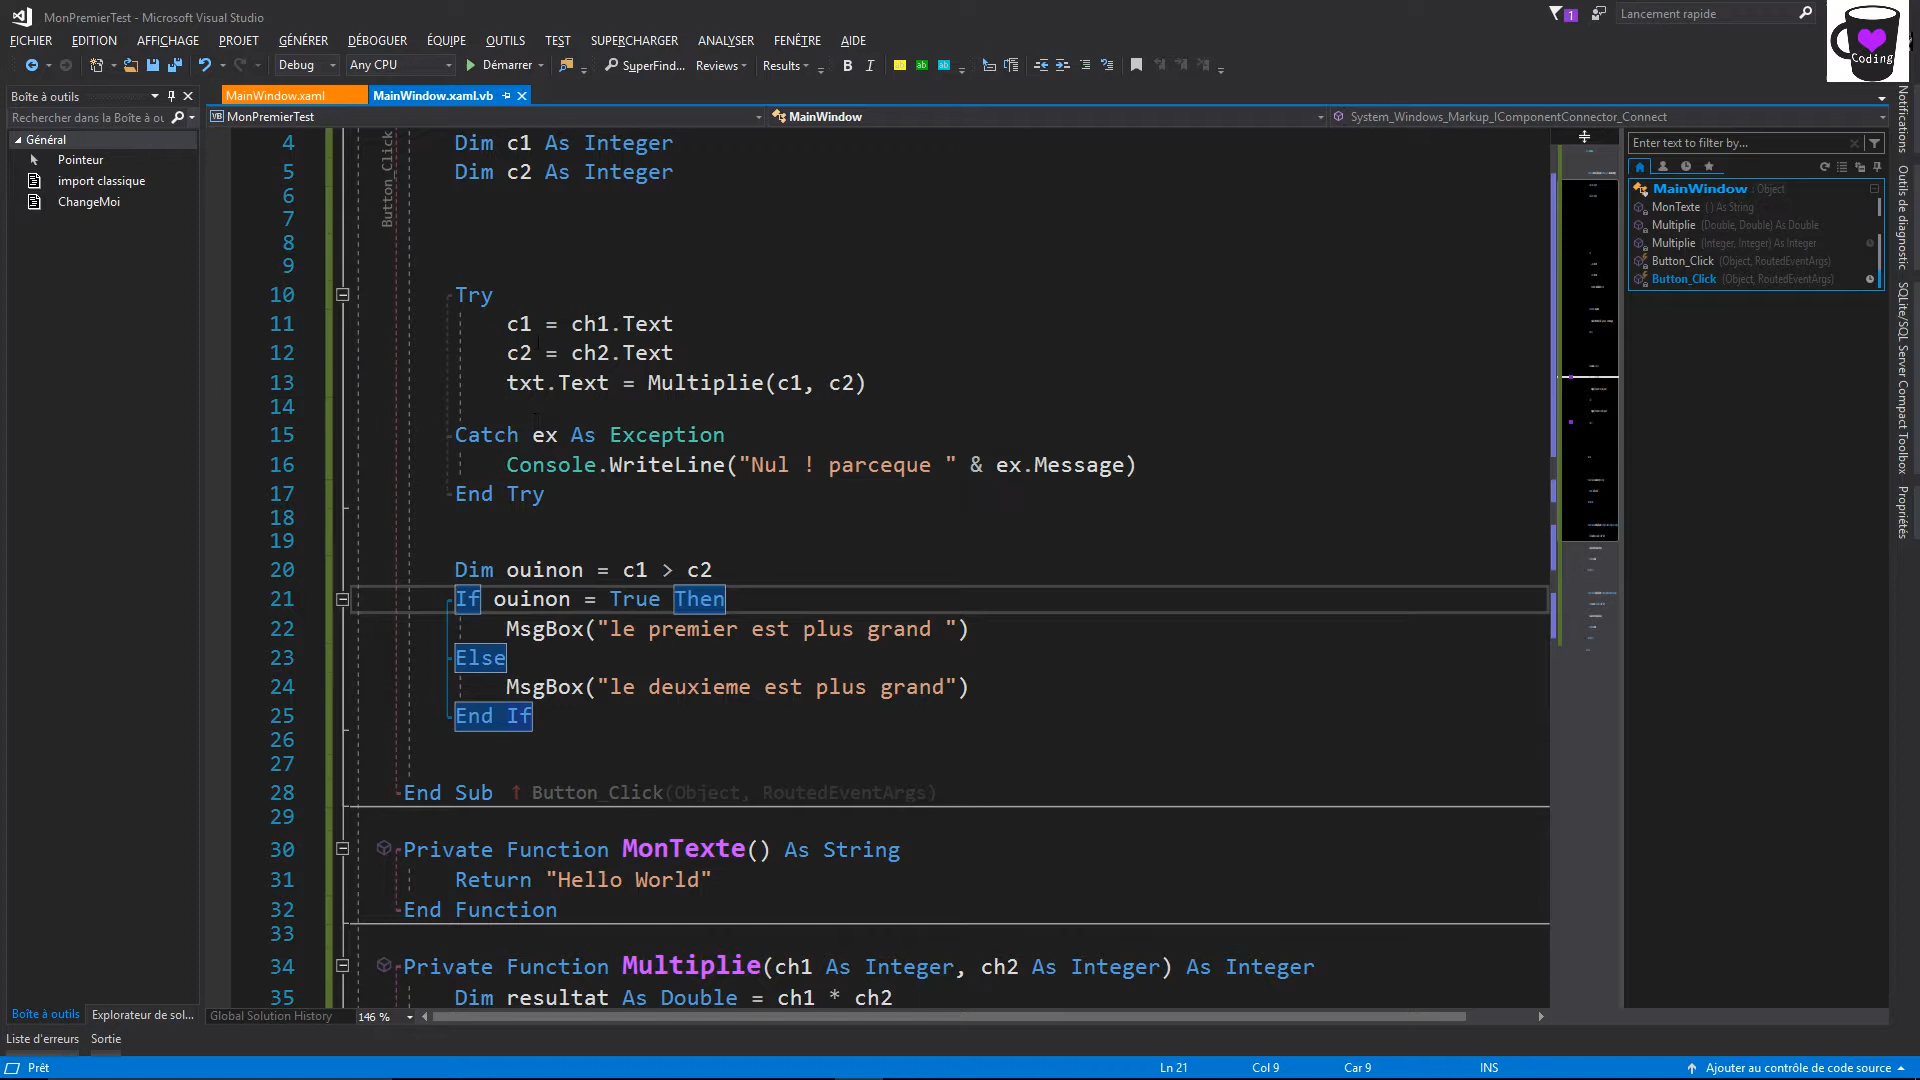 MonPremierTest - Microsoft Visual Studio
1
Lancement rapide
Coding
FICHIER EDITION AFFICHAGE PROJET GÉNÉRER DÉBOGUER ÉQUIPE OUTILS TEST SUPERCHARGER ANALYSER FENÊTRE AIDE
Debug Any CPU Démarrer SuperFind... Reviews Results B I ab ab
Boîte à outils
Rechercher dans la Boîte à ou
Général
Pointeur
import classique
ChangeMoi
MainWindow.xaml MainWindow.xaml.vb
VB MonPremierTest MainWindow System_Windows_Markup_IComponentConnector_Connect
Button_Click
4 Dim c1 As Integer
5 Dim c2 As Integer
6
7
8
9
10 Try
11 c1 = ch1.Text
12 c2 = ch2.Text
13 txt.Text = Multiplie(c1, c2)
14
15 Catch ex As Exception
16 Console.WriteLine("Nul ! parceque " & ex.Message)
17 End Try
18
19
20 Dim ouinon = c1 > c2
21 If ouinon = True Then
22 MsgBox("le premier est plus grand ")
23 Else
24 MsgBox("le deuxieme est plus grand")
25 End If
26
27
28 End Sub ↑ Button_Click(Object, RoutedEventArgs)
29
30 Private Function MonTexte() As String
31 Return "Hello World"
32 End Function
33
34 Private Function Multiplie(ch1 As Integer, ch2 As Integer) As Integer
35 Dim resultat As Double = ch1 * ch2
Enter text to filter by...
MainWindow : Object
MonTexte ( ) As String
Multiplie (Double, Double) As Double
Multiplie (Integer, Integer) As Integer
Button_Click (Object, RoutedEventArgs)
Button_Click (Object, RoutedEventArgs)
Notifications
Outils de diagnostic
SQLite/SQL Server Compact Toolbox
Propriétés
Boîte à outils Explorateur de sol...
Global Solution History 146 %
Liste d'erreurs Sortie
Prêt Ln 21 Col 9 Car 9 INS Ajouter au contrôle de code source